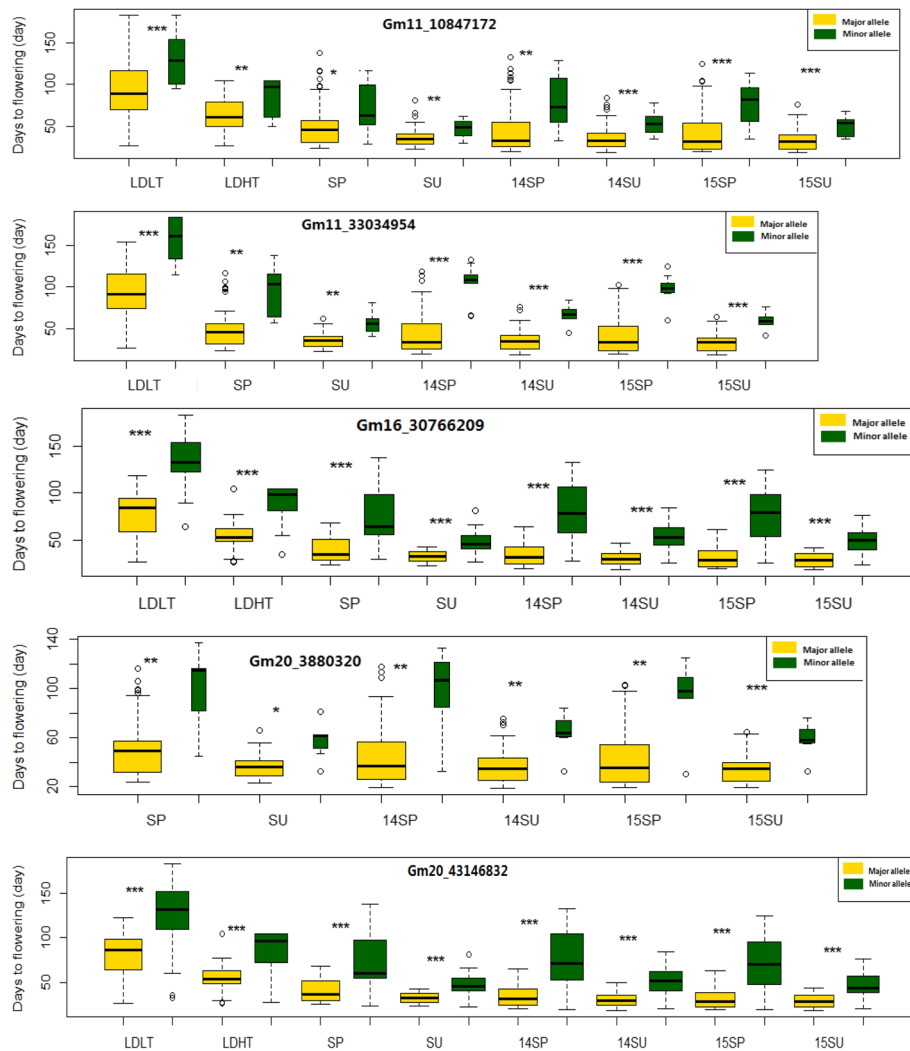 Gm11_10847172
Major allele
Minor allele
Days to flowering (day)
150
100
50
*** ** * ** ** *** *** ***
LDLT LDHT SP SU 14SP 14SU 15SP 15SU
Gm11_33034954
Major allele
Minor allele
Days to flowering (day)
150
100
50
*** ** ** *** *** *** ***
LDLT SP SU 14SP 14SU 15SP 15SU
Gm16_30766209
Major allele
Minor allele
Days to flowering (day)
150
100
50
*** *** *** *** *** *** *** ***
LDLT LDHT SP SU 14SP 14SU 15SP 15SU
Gm20_3880320
Major allele
Minor allele
Days to flowering (day)
140
100
60
20
** * ** ** ** ***
SP SU 14SP 14SU 15SP 15SU
Gm20_43146832
Major allele
Minor allele
Days to flowering (day)
150
100
50
*** *** *** *** *** *** *** ***
LDLT LDHT SP SU 14SP 14SU 15SP 15SU